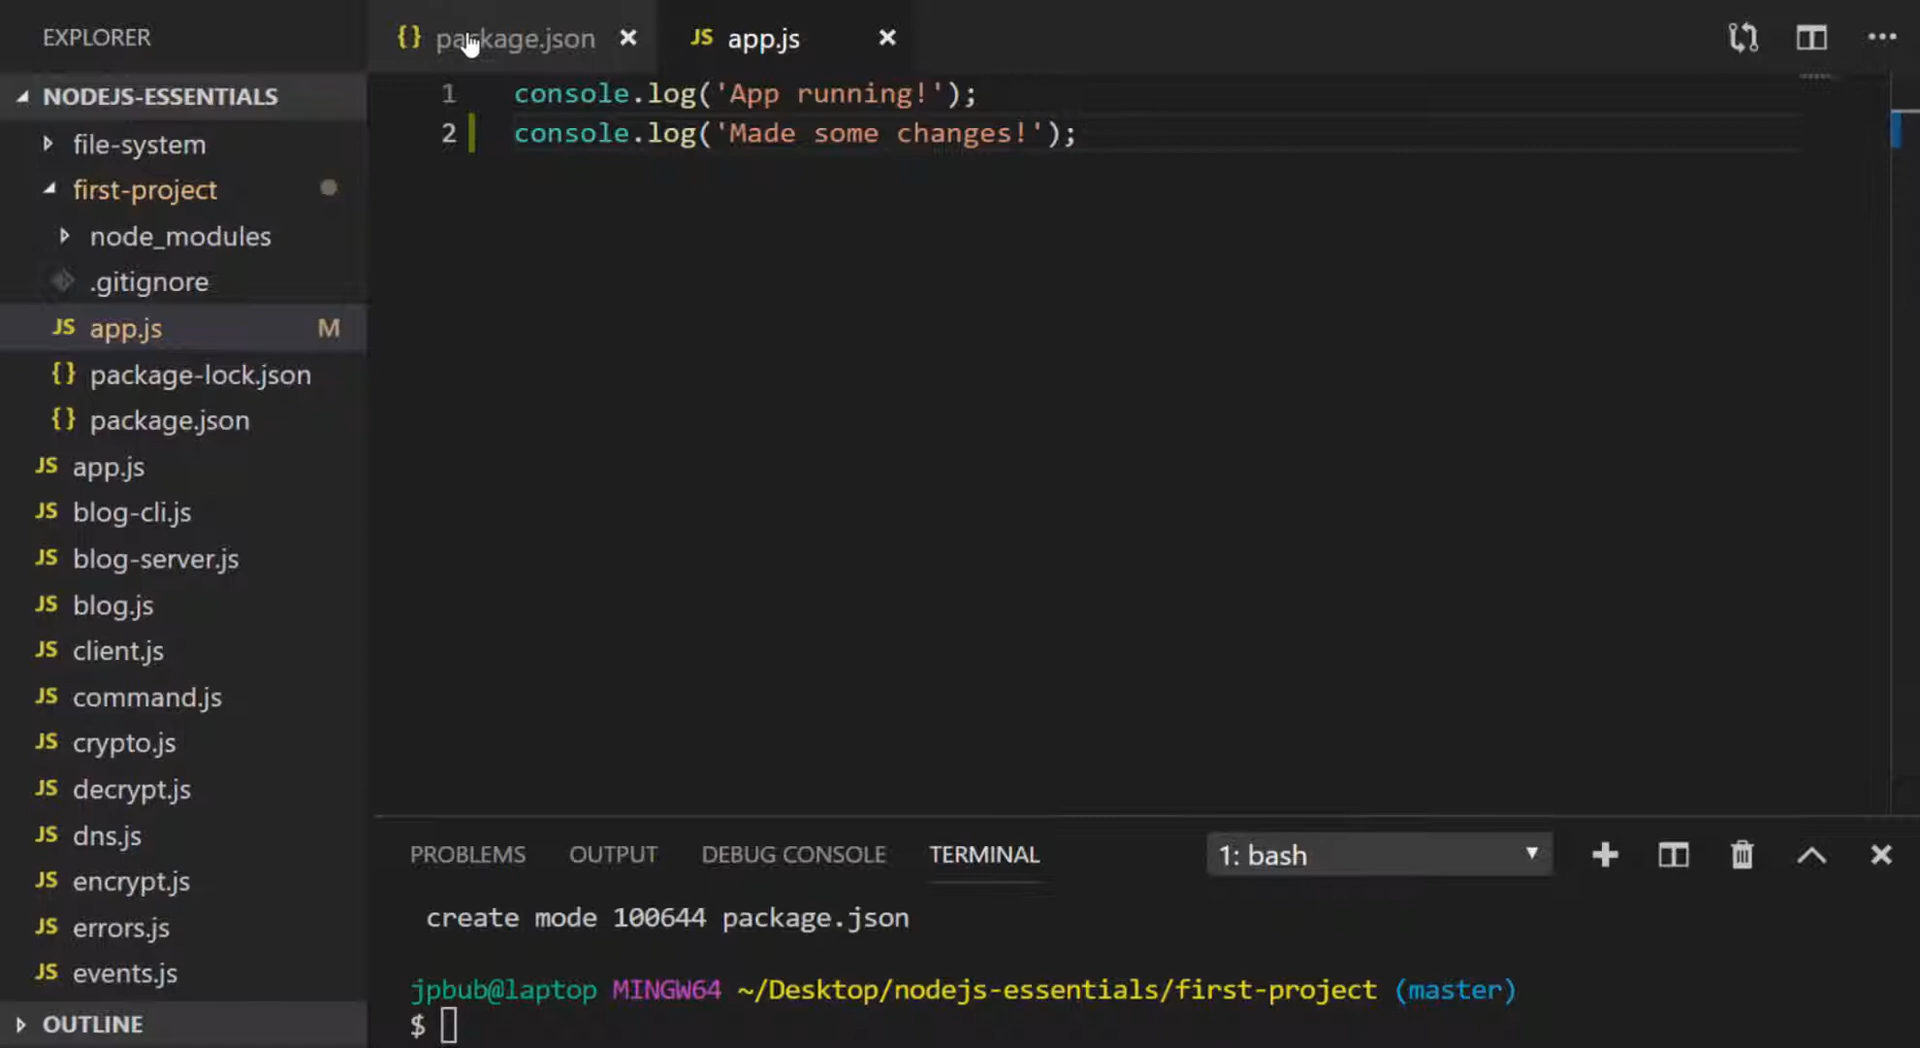 EXPLORER
NODEJS-ESSENTIALS
file-system
first-project
node_modules
.gitignore
JS app.js M
{} package-lock.json
{} package.json
JS app.js
JS blog-cli.js
JS blog-server.js
JS blog.js
JS client.js
JS command.js
JS crypto.js
JS decrypt.js
JS dns.js
JS encrypt.js
JS errors.js
JS events.js
OUTLINE
{} package.json JS app.js
1 console.log('App running!');
2 console.log('Made some changes!');
PROBLEMS OUTPUT DEBUG CONSOLE TERMINAL 1: bash
create mode 100644 package.json
jpbub@laptop MINGW64 ~/Desktop/nodejs-essentials/first-project (master)
$